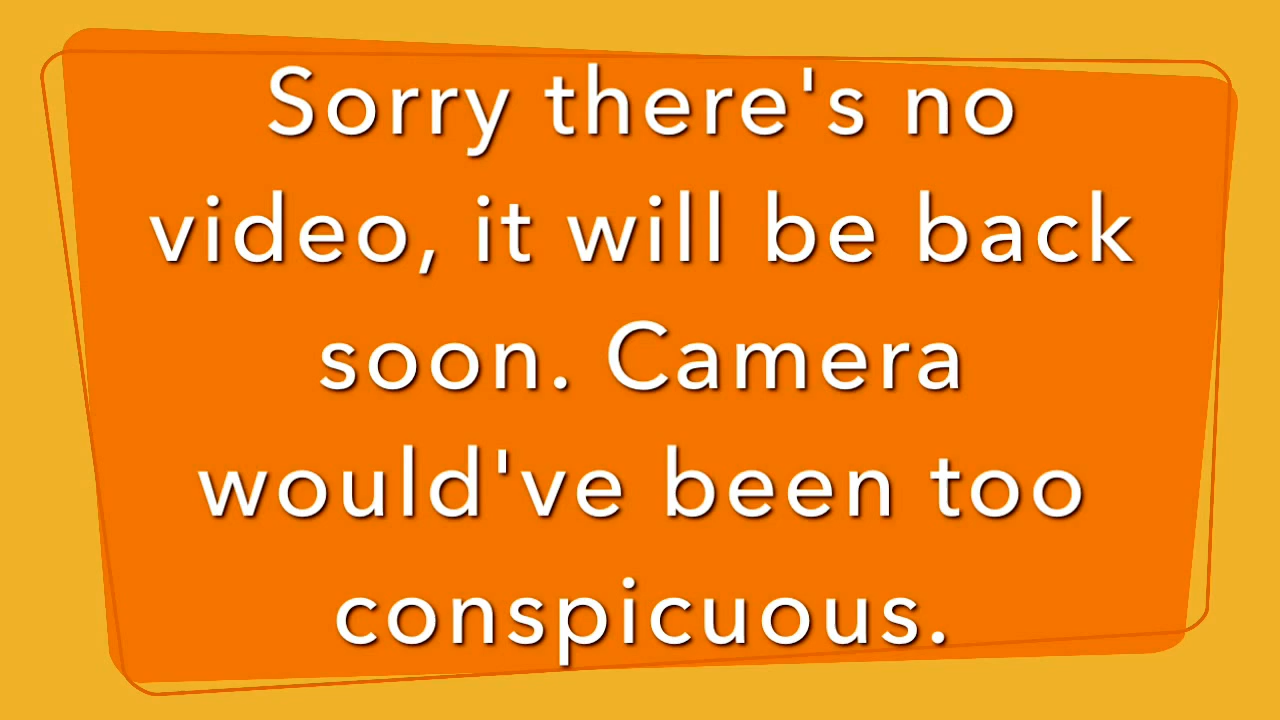 Sorry there's no
video, it will be back
soon. Camera
would've been too
conspicuous.